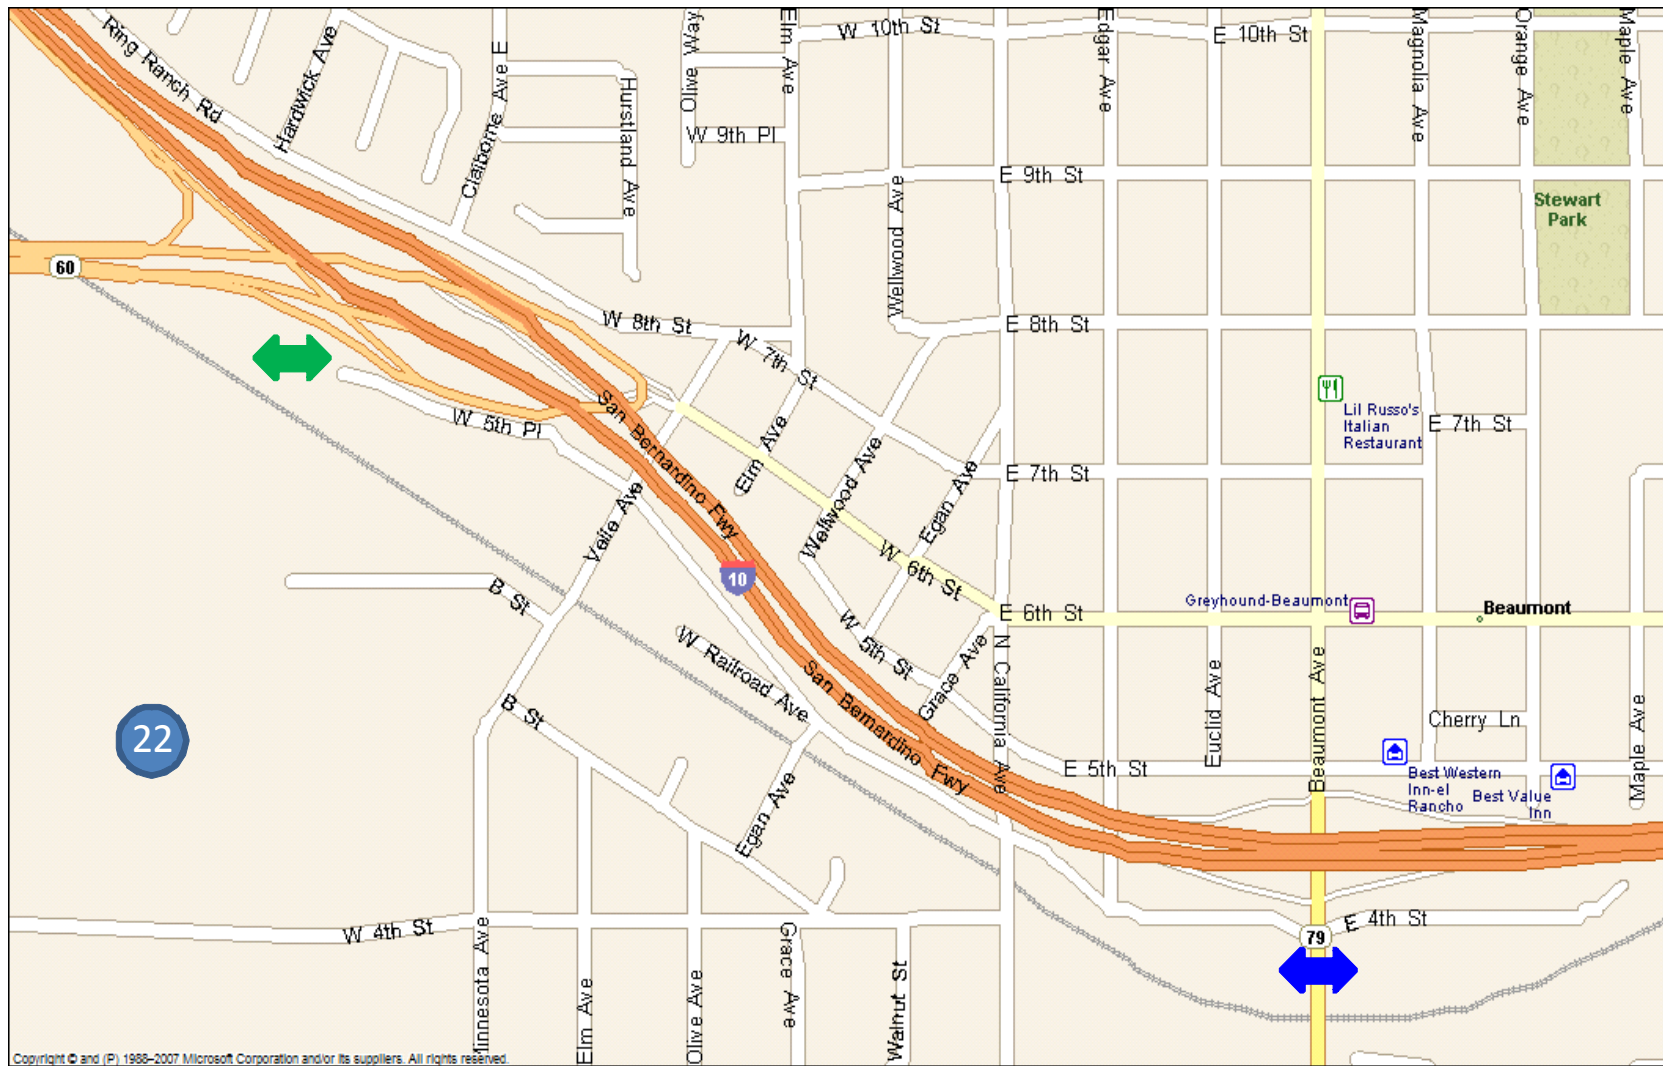 Ring Ranch Rd
Hardwick Ave
Claiborne Ave E
Hurstland Ave
Olive Way
Elm Ave
W 10th St
Edgar Ave
E 10th St
Magnolia Ave
Orange Ave
Maple Ave
W 9th Pl
E 9th St
Wellwood Ave
Stewart
Park
60
W 8th St
E 8th St
W 7th St
Lil Russo's
Italian
Restaurant
E 7th St
W 5th Pl
San Bernardino Fwy
Elm Ave
Wellwood Ave
Egan Ave
E 7th St
Veile Ave
10
W 6th St
B St
Greyhound-Beaumont
Beaumont
E 6th St
W Railroad Ave
W 5th St
Grace Ave
N California Ave
Euclid Ave
Beaumont Ave
San Bernardino Fwy
B St
22
Cherry Ln
Maple Ave
E 5th St
Best Western
Inn-el
Rancho
Best Value
Inn
Egan Ave
W 4th St
E 4th St
79
Minnesota Ave
Elm Ave
Olive Ave
Grace Ave
Walnut St
Copyright © and (P) 1988–2007 Microsoft Corporation and/or its suppliers. All rights reserved.